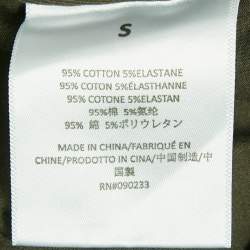 S
95% COTTON 5%ELASTANE
95% COTON 5%ÉLASTHANNE
95% COTONE 5%ELASTAN
95%棉 5%氨纶
95% 綿 5%ポリウレタン
MADE IN CHINA/FABRIQUÉ EN
CHINE/PRODOTTO IN CINA/中国制造/中
国製
RN#090233